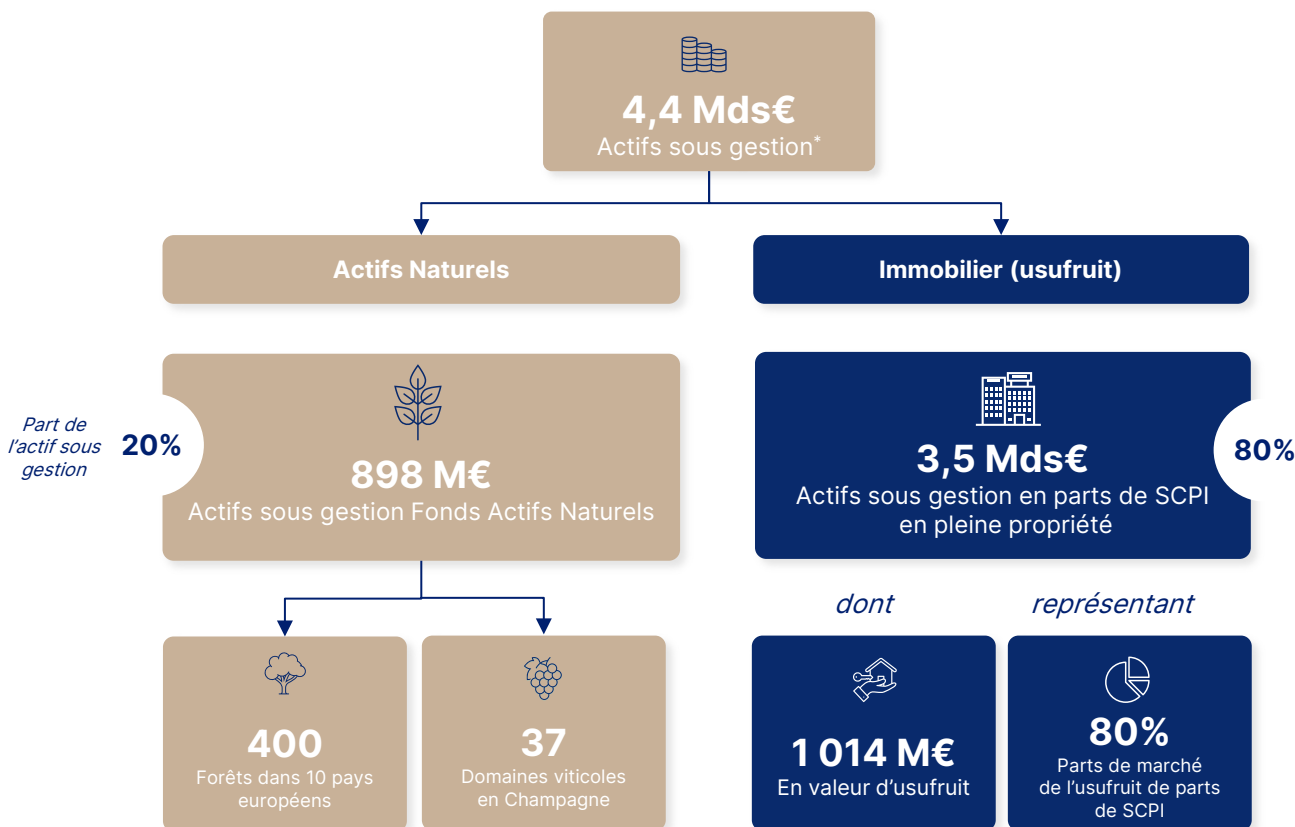 4,4 Mds€
Actifs sous gestion*
Actifs Naturels
Immobilier (usufruit)
Part de
l'actif sous
gestion
20%
898 M€
Actifs sous gestion Fonds Actifs Naturels
3,5 Mds€
Actifs sous gestion en parts de SCPI
en pleine propriété
80%
400
Forêts dans 10 pays
européens
37
Domaines viticoles
en Champagne
dont
représentant
1 014 M€
En valeur d'usufruit
80%
Parts de marché
de l'usufruit de parts
de SCPI